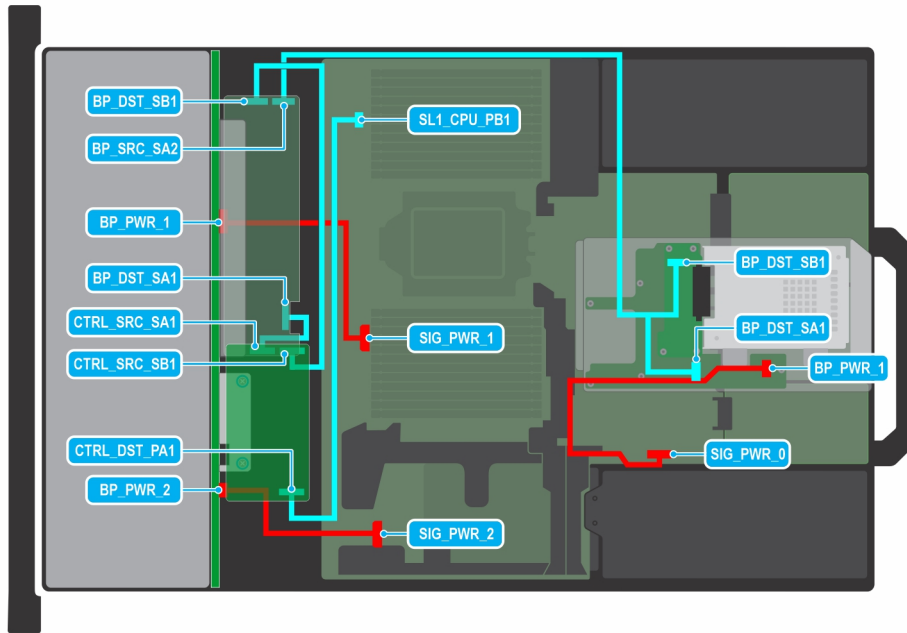 BP_DST_SB1
BP_SRC_SA2
BP_PWR_1
BP_DST_SA1
CTRL_SRC_SA1
CTRL_SRC_SB1
CTRL_DST_PA1
BP_PWR_2
SL1_CPU_PB1
SIG_PWR_1
SIG_PWR_2
BP_DST_SB1
BP_DST_SA1
BP_PWR_1
SIG_PWR_0